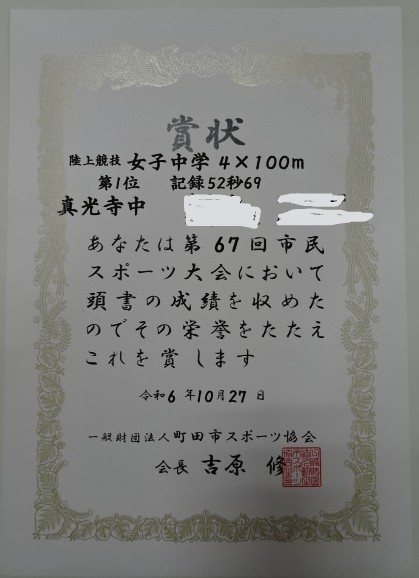 賞状
陸上競技 女子中学 4×100m
第1位 記録52秒69
真光寺中
あなたは第67回市民
スポーツ大会において
頭書の成績を収めた
のでその栄誉をたたえ
これを賞します
令和6年10月27日
一般財団法人町田市スポーツ協会
会長 吉原 修